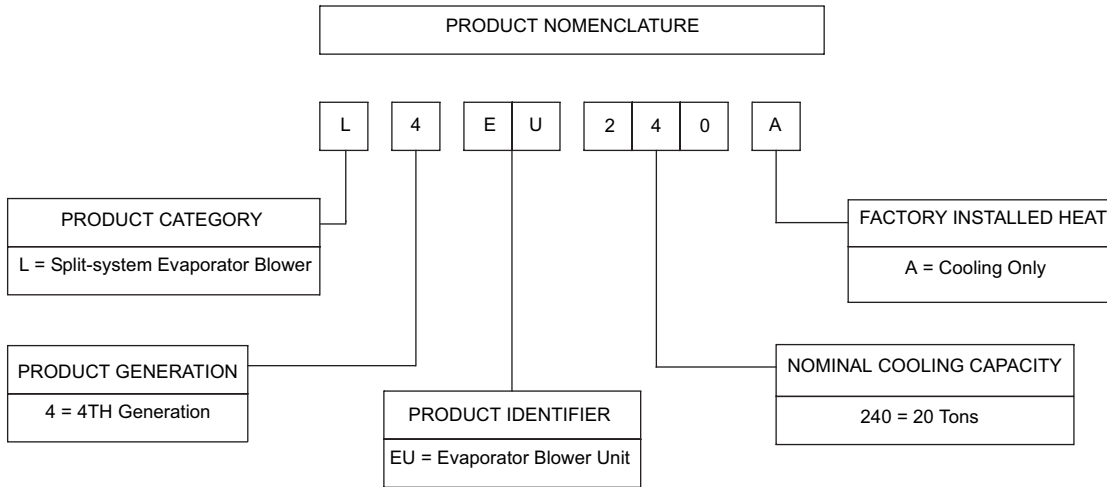 PRODUCT NOMENCLATURE
L 4 E U 2 4 0 A
PRODUCT CATEGORY
L = Split-system Evaporator Blower
FACTORY INSTALLED HEAT
A = Cooling Only
PRODUCT GENERATION
4 = 4TH Generation
PRODUCT IDENTIFIER
EU = Evaporator Blower Unit
NOMINAL COOLING CAPACITY
240 = 20 Tons